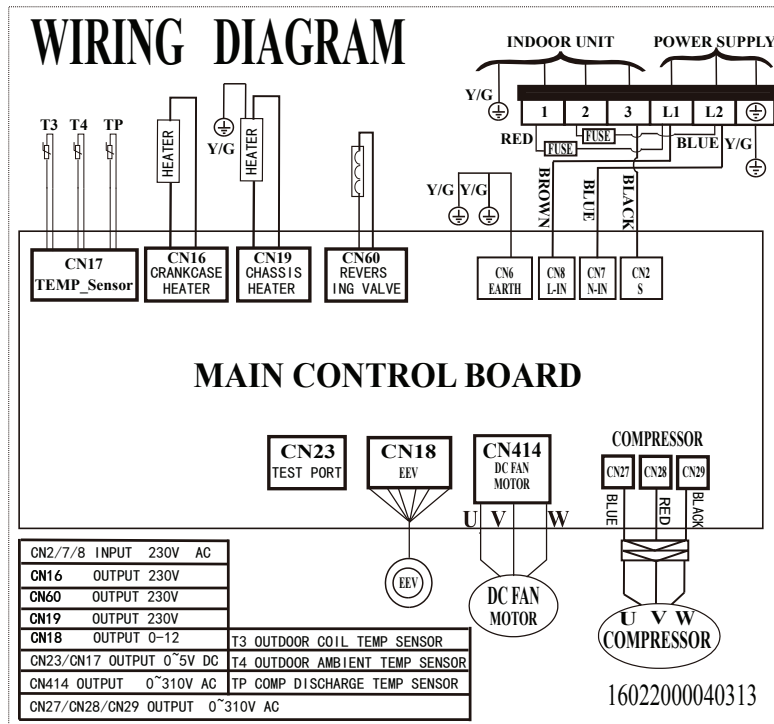 WIRING DIAGRAM
INDOOR UNIT
POWER SUPPLY
Y/G
1 2 3 L1 L2
RED
FUSE
FUSE
BLUE
Y/G
T3 T4 TP
HEATER
Y/G
HEATER
Y/G Y/G
BROWN
BLUE
BLACK
CN17
TEMP_Sensor
CN16
CRANKCASE
HEATER
CN19
CHASSIS
HEATER
CN60
REVERS
ING VALVE
CN6
EARTH
CN8
L-IN
CN7
N-IN
CN2
S
MAIN CONTROL BOARD
CN23
TEST PORT
CN18
EEV
CN414
DC FAN
MOTOR
COMPRESSOR
CN27
CN28
CN29
BLUE
RED
BLACK
U V W
EEV
DC FAN
MOTOR
U V W
COMPRESSOR
CN2/7/8 INPUT 230V AC
CN16 OUTPUT 230V
CN60 OUTPUT 230V
CN19 OUTPUT 230V
CN18 OUTPUT 0-12
CN23/CN17 OUTPUT 0~5V DC
CN414 OUTPUT 0~310V AC
CN27/CN28/CN29 OUTPUT 0~310V AC
T3 OUTDOOR COIL TEMP SENSOR
T4 OUTDOOR AMBIENT TEMP SENSOR
TP COMP DISCHARGE TEMP SENSOR
16022000040313